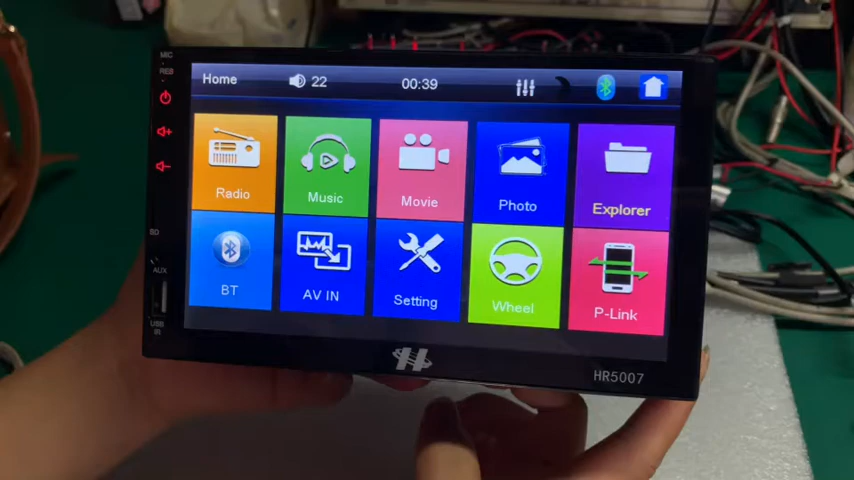 MIC
RES
Home 22 00:39
Radio Music Movie Photo Explorer
BT AV IN Setting Wheel P-Link
SD
AUX
USB
IN
H
HR5007